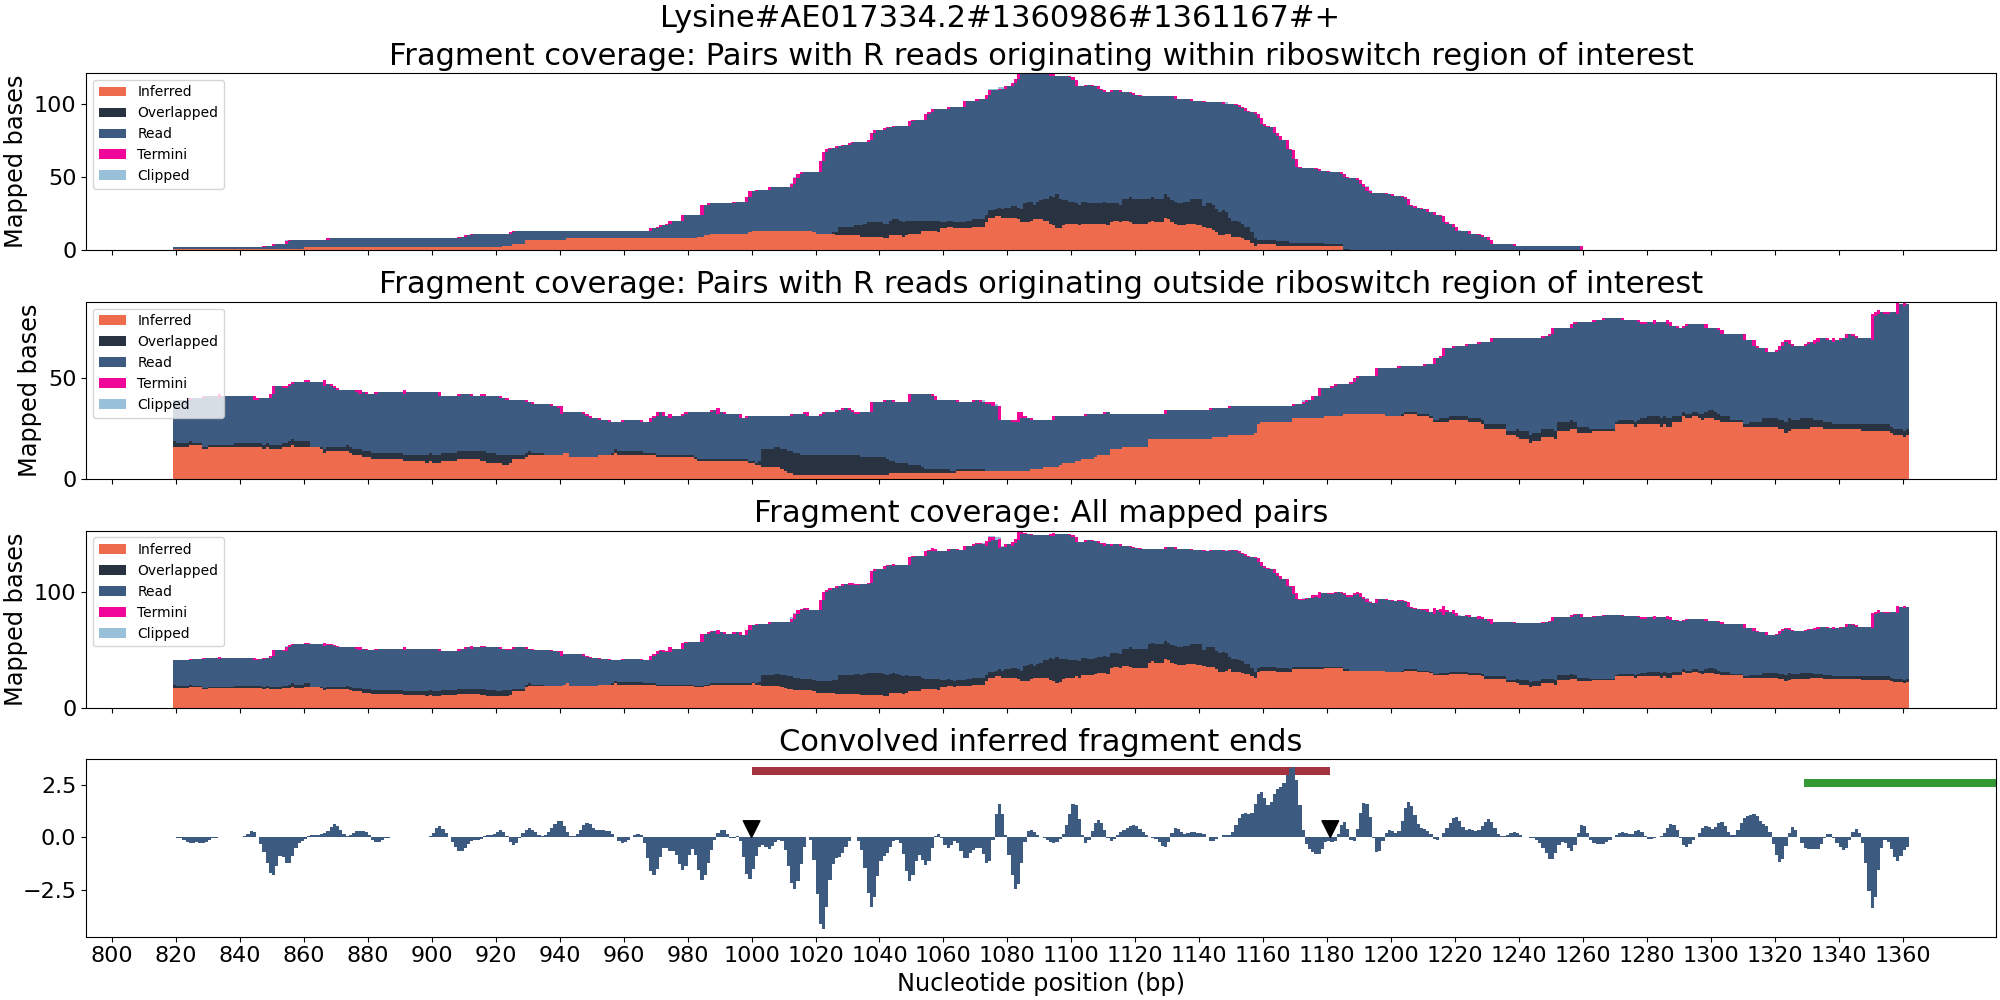 Lysine#AE017334.2#1360986#1361167#+
Fragment coverage: Pairs with R reads originating within riboswitch region of interest
Mapped bases
100
50
0
Inferred
Overlapped
Read
Termini
Clipped
Fragment coverage: Pairs with R reads originating outside riboswitch region of interest
Mapped bases
50
0
Inferred
Overlapped
Read
Termini
Clipped
Fragment coverage: All mapped pairs
Mapped bases
100
0
Inferred
Overlapped
Read
Termini
Clipped
Convolved inferred fragment ends
2.5
0.0
−2.5
800 820 840 860 880 900 920 940 960 980 1000 1020 1040 1060 1080 1100 1120 1140 1160 1180 1200 1220 1240 1260 1280 1300 1320 1340 1360
Nucleotide position (bp)